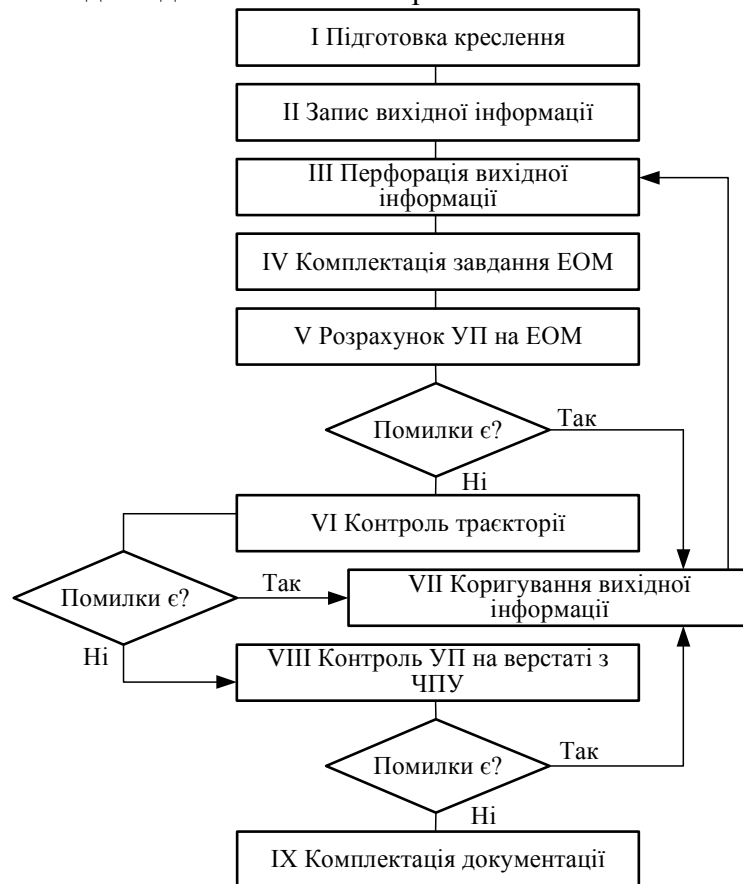 I Підготовка креслення
II Запис вихідної інформації
III Перфорація вихідної
інформації
IV Комплектація завдання ЕОМ
V Розрахунок УП на ЕОМ
Помилки є?
Так
Ні
VI Контроль траєкторії
Помилки є?
Так
VII Коригування вихідної
інформації
Ні
VIII Контроль УП на верстаті з
ЧПУ
Помилки є?
Так
Ні
IX Комплектація документації